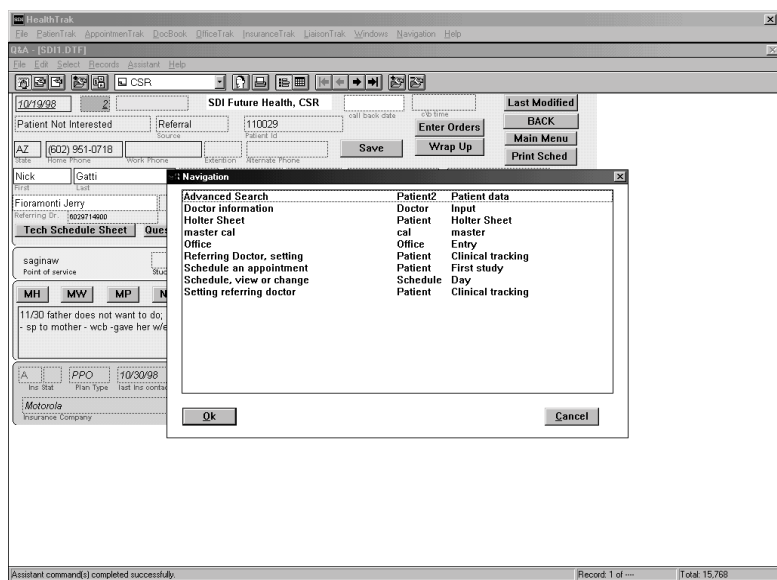 HealthTrak
File PatienTrak AppointmenTrak DocBook OfficeTrak InsuranceTrak LiaisonTrak Windows Navigation Help
Q&A - [SDI1.DTF]
File Edit Select Records Assistant Help
CSR
10/19/98 2 SDI Future Health, CSR Last Modified
call back date c\b time
Patient Not Interested Referral 110029 Enter Orders BACK
Source Patient Id
Main Menu
AZ (602) 951-0718 Save Wrap Up Print Sched
State Home Phone Work Phone Extention Alternate Phone
Nick Gatti
First Last
Navigation
Advanced Search Patient2 Patient data
Doctor information Doctor Input
Holter Sheet Patient Holter Sheet
master cal cal master
Office Office Entry
Referring Doctor, setting Patient Clinical tracking
Schedule an appointment Patient First study
Schedule, view or change Schedule Day
Setting referring doctor Patient Clinical tracking
Ok Cancel
Fioramonti Jerry
Referring Dr. 6029714900
Tech Schedule Sheet Ques
saginaw
Point of service Stud
MH MW MP N
11/30 father does not want to do;
- sp to mother - wcb -gave her w/e
A PPO 10/30/98
Ins Stat Plan Type last Ins contac
Motorola
Insurance Company
Assistant command(s) completed successfully. Record: 1 of ---- Total: 15,768